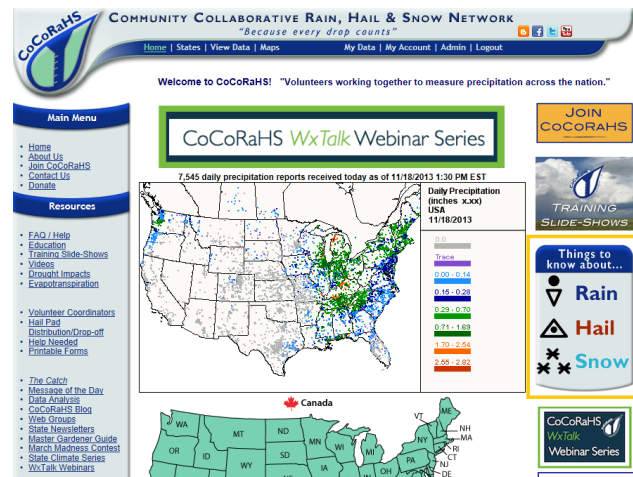 CoCoRaHS
COMMUNITY COLLABORATIVE RAIN, HAIL & SNOW NETWORK
"Because every drop counts"
Home | States | View Data | Maps
My Data | My Account | Admin | Logout
Welcome to CoCoRaHS! "Volunteers working together to measure precipitation across the nation."
Main Menu
Home
About Us
Join CoCoRaHS
Contact Us
Donate
Resources
FAQ / Help
Education
Training Slide-Shows
Videos
Drought Impacts
Evapotranspiration
Volunteer Coordinators
Hail Pad
Distribution/Drop-off
Help Needed
Printable Forms
The Catch
Message of the Day
Data Analysis
CoCoRaHS Blog
Web Groups
State Newsletters
Master Gardener Guide
March Madness Contest
State Climate Series
WxTalk Webinars
CoCoRaHS WxTalk Webinar Series
7,545 daily precipitation reports received today as of 11/18/2013 1:30 PM EST
Daily Precipitation
(inches x.xx)
USA
11/18/2013
0.0
Trace
0.00 - 0.14
0.15 - 0.28
0.29 - 0.70
0.71 - 1.69
1.70 - 2.54
2.55 - 2.82
Canada
WA
MT
ND
MN
OR
ID
WY
SD
WI
MI
IA
IN
OH
PA
NY
VT
ME
NH
MA
RI
CT
NJ
DE
JOIN
COCORAHS
TRAINING
SLIDE-SHOWS
Things to
know about...
Rain
Hail
Snow
CoCoRaHS
WxTalk
Webinar Series